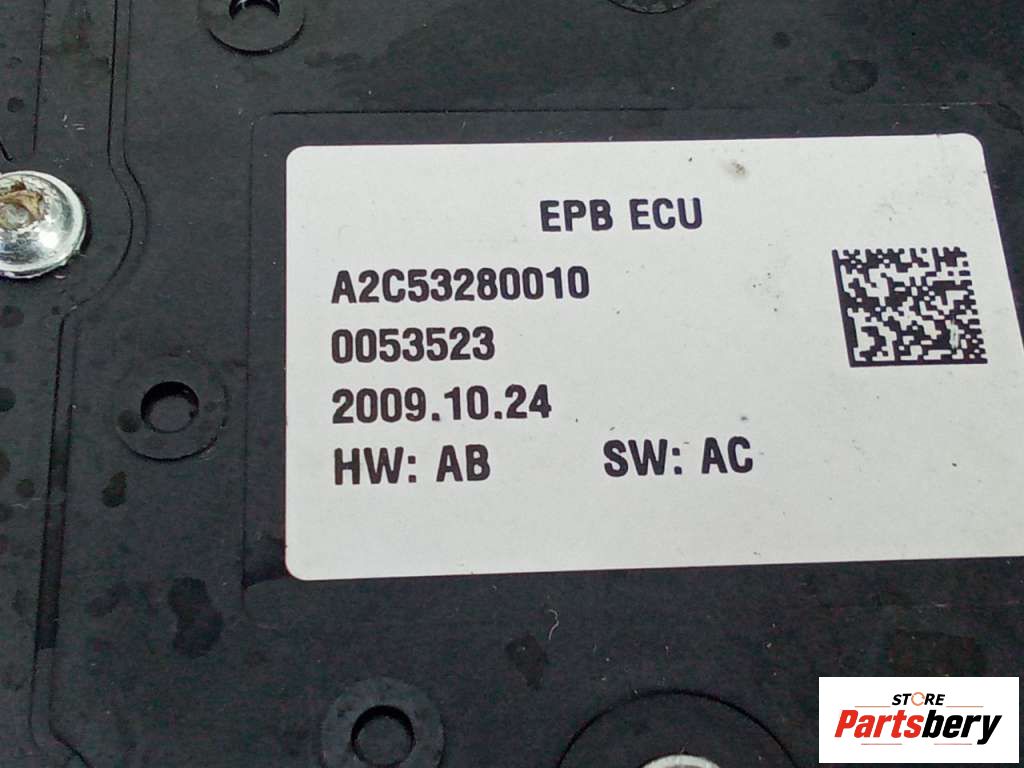 EPB ECU
A2C53280010
0053523
2009.10.24
HW: AB SW: AC
STORE
Partsbery